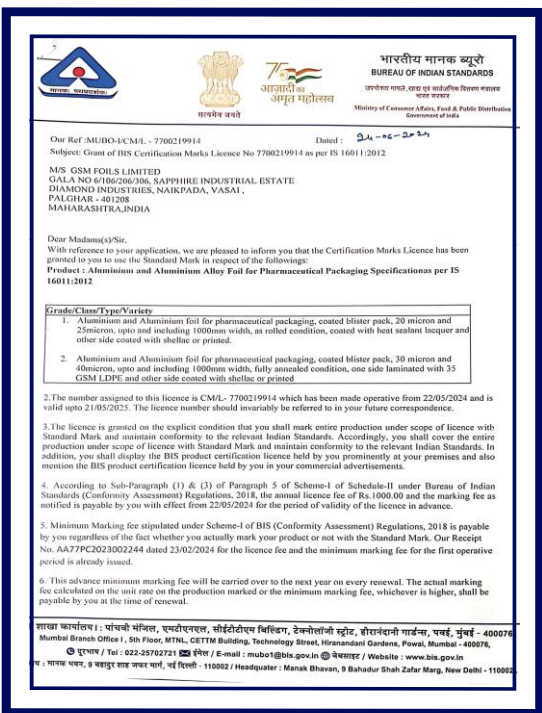 मानकः पथप्रदर्शकः
सत्यमेव जयते
75
आज़ादी का
अमृत महोत्सव
भारतीय मानक ब्यूरो
BUREAU OF INDIAN STANDARDS
उपभोक्ता मामले, खाद्य एवं सार्वजनिक वितरण मंत्रालय
भारत सरकार
Ministry of Consumer Affairs, Food & Public Distribution
Government of India
Our Ref :MUBO-I/CM/L - 7700219914 Dated : 24-06-2024
Subject: Grant of BIS Certification Marks Licence No 7700219914 as per IS 16011:2012
M/S GSM FOILS LIMITED
GALA NO 6/106/206/306, SAPPHIRE INDUSTRIAL ESTATE
DIAMOND INDUSTRIES, NAIKPADA, VASAI ,
PALGHAR - 401208
MAHARASHTRA,INDIA
Dear Madams(s)/Sir,
With reference to your application, we are pleased to inform you that the Certification Marks Licence has been
granted to you to use the Standard Mark in respect of the followings:
Product : Aluminium and Aluminium Alloy Foil for Pharmaceutical Packaging Specificationas per IS
16011:2012
Grade/Class/Type/Variety
1. Aluminium and Aluminium foil for pharmaceutical packaging, coated blister pack, 20 micron and
25micron, upto and including 1000mm width, as rolled condition, coated with heat sealant lacquer and
other side coated with shellac or printed.
2. Aluminium and Aluminium foil for pharmaceutical packaging, coated blister pack, 30 micron and
40micron, upto and including 1000mm width, fully annealed condition, one side laminated with 35
GSM LDPE and other side coated with shellac or printed
2.The number assigned to this licence is CM/L- 7700219914 which has been made operative from 22/05/2024 and is
valid upto 21/05/2025. The licence number should invariably be referred to in your future correspondence.
3.The licence is granted on the explicit condition that you shall mark entire production under scope of licence with
Standard Mark and maintain conformity to the relevant Indian Standards. Accordingly, you shall cover the entire
production under scope of licence with Standard Mark and maintain conformity to the relevant Indian Standards. In
addition, you shall display the BIS product certification licence held by you prominently at your premises and also
mention the BIS product certification licence held by you in your commercial advertisements.
4. According to Sub-Paragraph (1) & (3) of Paragraph 5 of Scheme-I of Schedule-II under Bureau of Indian
Standards (Conformity Assessment) Regulations, 2018, the annual licence fee of Rs.1000.00 and the marking fee as
notified is payable by you with effect from 22/05/2024 for the period of validity of the licence in advance.
5. Minimum Marking fee stipulated under Scheme-I of BIS (Conformity Assessment) Regulations, 2018 is payable
by you regardless of the fact whether you actually mark your product or not with the Standard Mark. Our Receipt
No. AA77PC2023002244 dated 23/02/2024 for the licence fee and the minimum marking fee for the first operative
period is already issued.
6. This advance minimum marking fee will be carried over to the next year on every renewal. The actual marking
fee calculated on the unit rate on the production marked or the minimum marking fee, whichever is higher, shall be
payable by you at the time of renewal.
शाखा कार्यालय1: पांचवी मंजिल, एमटीएनएल, सीईटीटीएम बिल्डिंग, टेक्नोलॉजी स्ट्रीट, हीरानंदानी गार्डन्स, पवई, मुंबई - 400076
Mumbai Branch Office I , 5th Floor, MTNL, CETTM Building, Technology Street, Hiranandani Gardens, Powai, Mumbai - 400076,
दूरभाष / Tel : 022-25702721 ईमेल / E-mail : mubo1@bis.gov.in वेबसाइट / Website : www.bis.gov.in
य : मानक भवन, 9 बहादुर शाह जफर मार्ग, नई दिल्ली - 110002 / Headquater : Manak Bhavan, 9 Bahadur Shah Zafar Marg, New Delhi - 110002